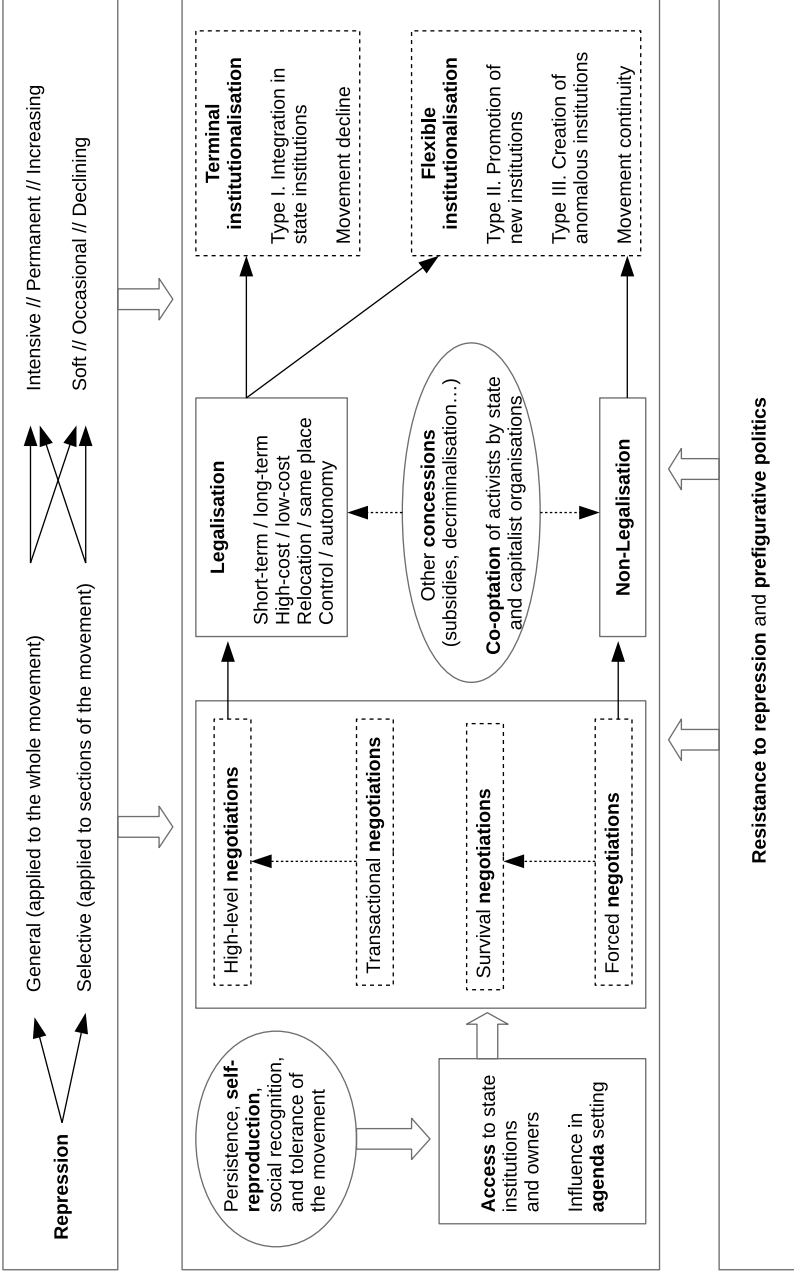 Repression
General (applied to the whole movement)
Selective (applied to sections of the movement)
Intensive // Permanent // Increasing
Soft // Occasional // Declining
Persistence, self-
reproduction,
social recognition,
and tolerance of
the movement
Access to state
institutions
and owners
Influence in
agenda setting
High-level negotiations
Transactional negotiations
Survival negotiations
Forced negotiations
Legalisation
Short-term / long-term
High-cost / low-cost
Relocation / same place
Control / autonomy
Other concessions
(subsidies, decriminalisation…)
Co-optation of activists by state
and capitalist organisations
Non-Legalisation
Terminal
institutionalisation
Type I. Integration in
state institutions
Movement decline
Flexible
institutionalisation
Type II. Promotion of
new institutions
Type III. Creation of
anomalous institutions
Movement continuity
Resistance to repression and prefigurative politics